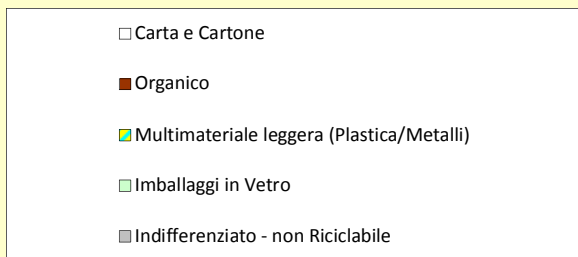 Carta e Cartone
Organico
Multimateriale leggera (Plastica/Metalli)
Imballaggi in Vetro
Indifferenziato - non Riciclabile